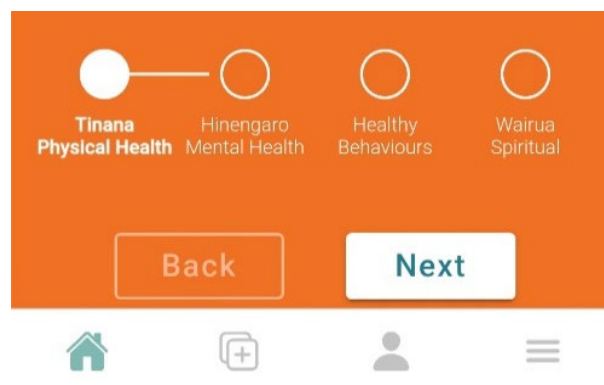 Tinana
Physical Health
Hinengaro
Mental Health
Healthy
Behaviours
Wairua
Spiritual
Back
Next